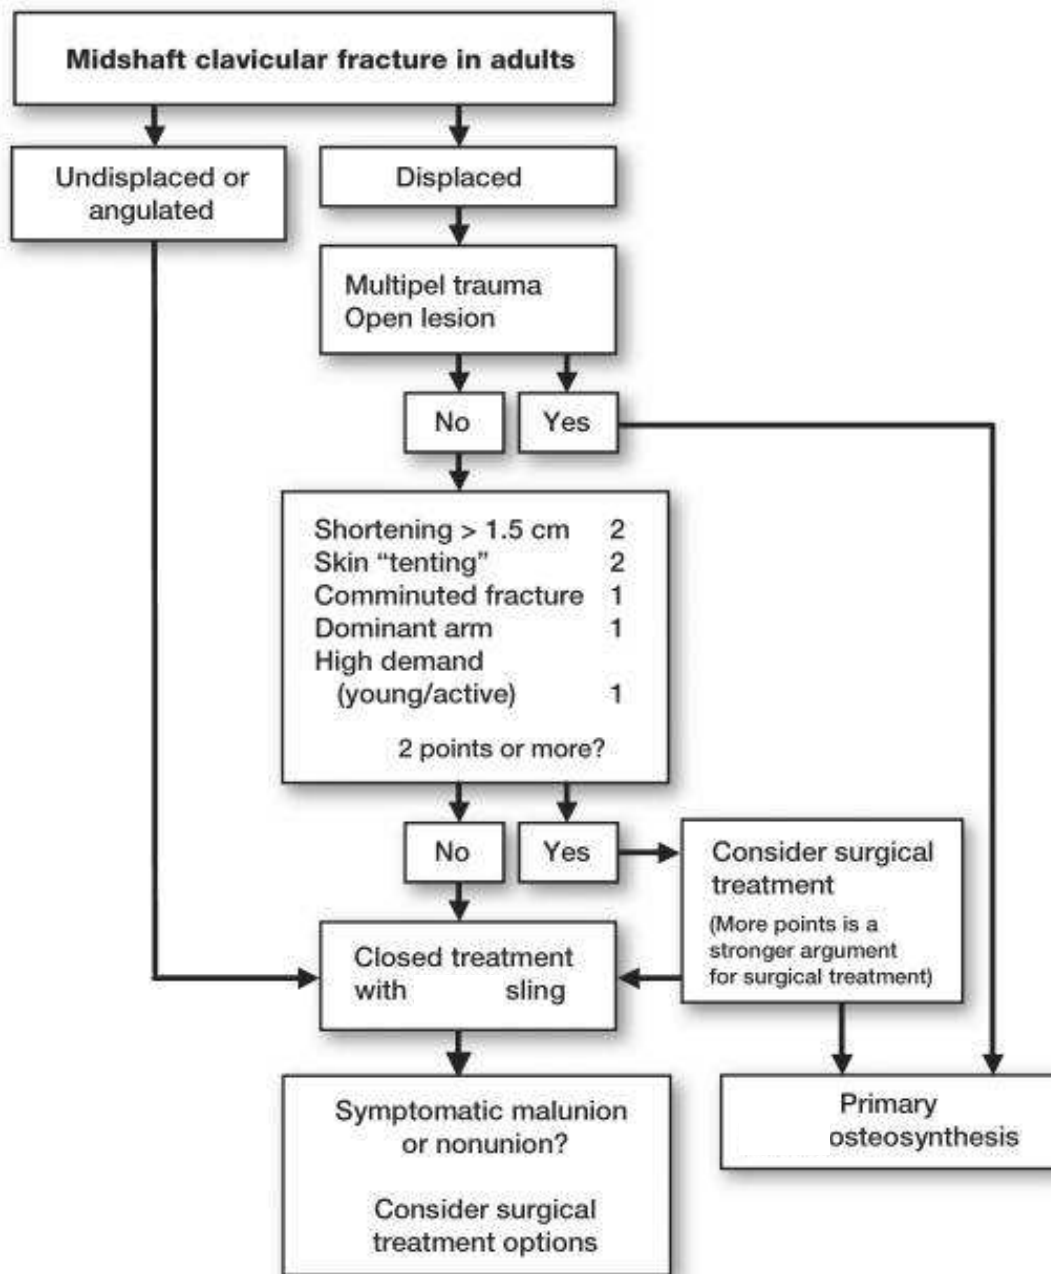 Midshaft clavicular fracture in adults
Undisplaced or
angulated
Displaced
Multipel trauma
Open lesion
No
Yes
Shortening > 1.5 cm 2
Skin “tenting” 2
Comminuted fracture 1
Dominant arm 1
High demand
(young/active) 1
2 points or more?
No
Yes
Consider surgical
treatment
(More points is a
stronger argument
for surgical treatment)
Closed treatment
with sling
Symptomatic malunion
or nonunion?
Consider surgical
treatment options
Primary
osteosynthesis